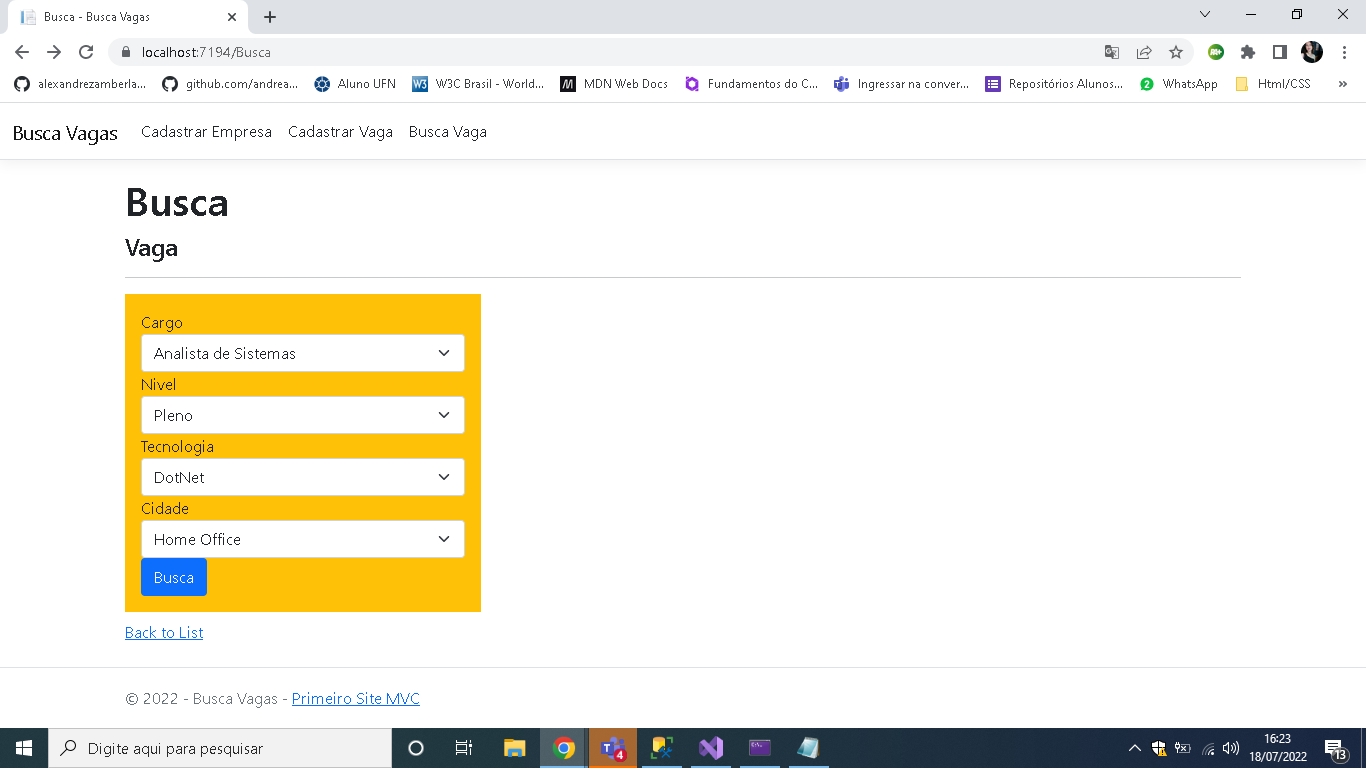 Busca - Busca Vagas
localhost:7194/Busca
alexandrezamberla... github.com/andrea... Aluno UFN W3C Brasil - World... MDN Web Docs Fundamentos do C... Ingressar na conver... Repositórios Alunos... WhatsApp Html/CSS »
Busca Vagas Cadastrar Empresa Cadastrar Vaga Busca Vaga
Busca
Vaga
Cargo
Analista de Sistemas
Nivel
Pleno
Tecnologia
DotNet
Cidade
Home Office
Busca
Back to List
© 2022 - Busca Vagas - Primeiro Site MVC
Digite aqui para pesquisar
4
16:23
18/07/2022
13